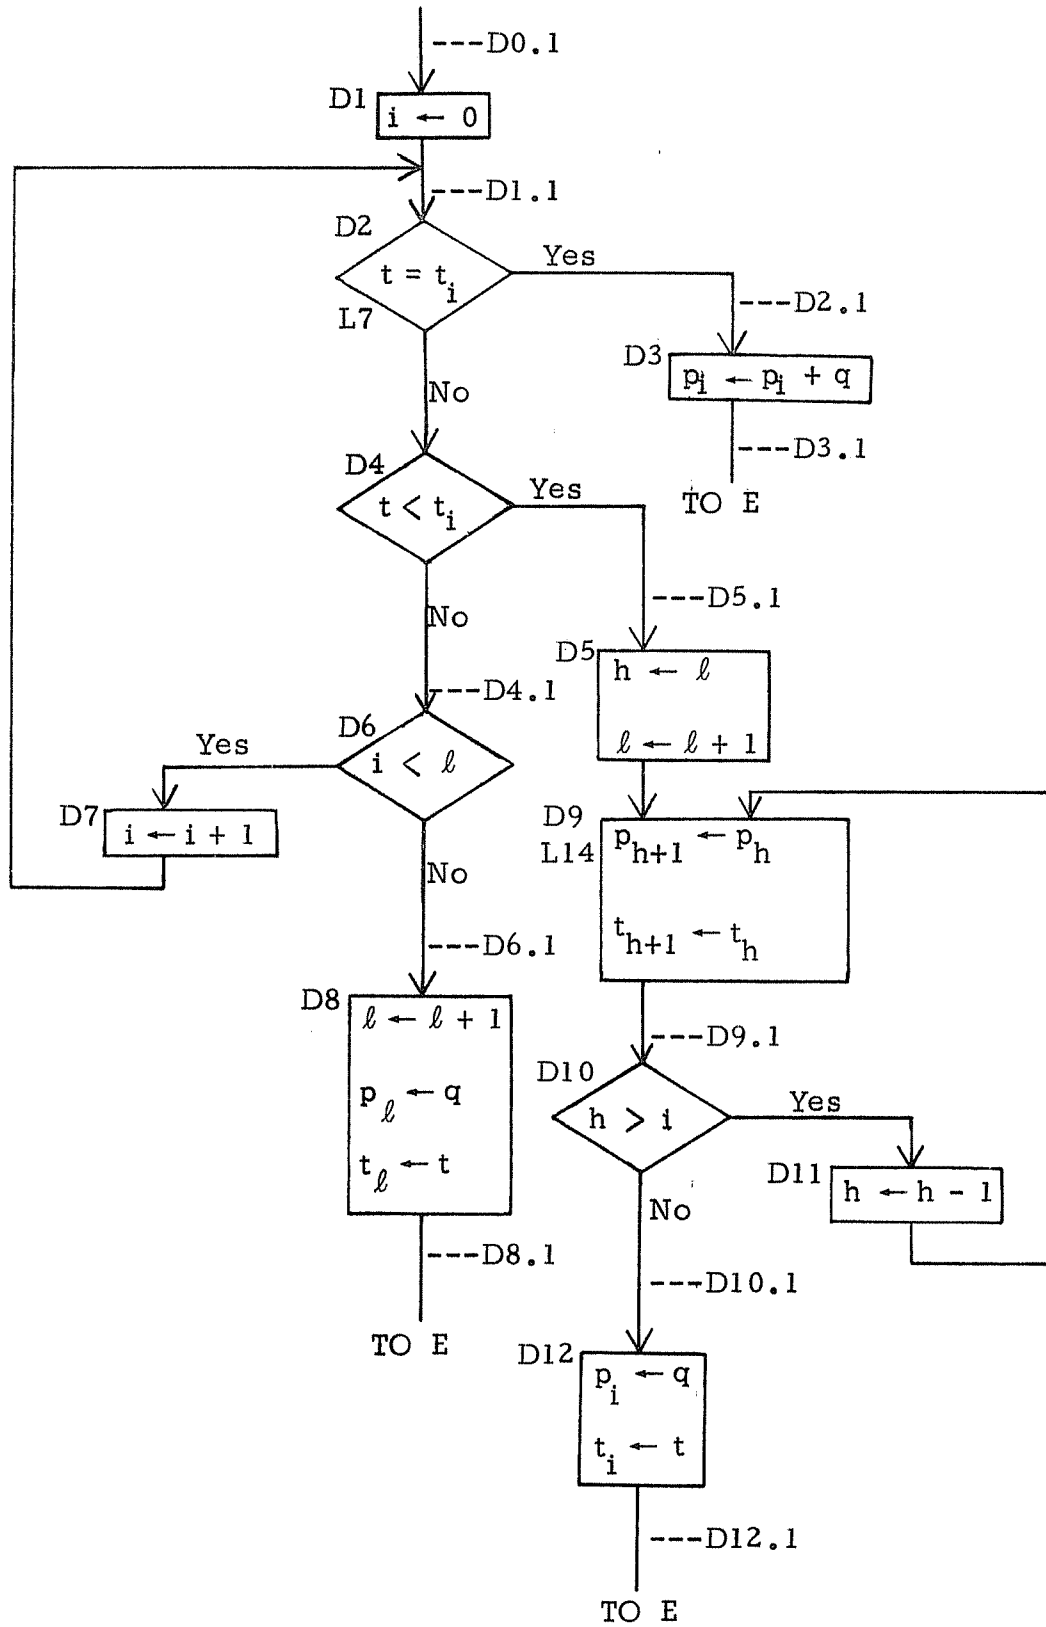 ---D0.1
D1
i ← 0
---D1.1
D2
t = t_i
L7
Yes
---D2.1
D3
p_i ← p_i + q
---D3.1
TO E
No
D4
t < t_i
Yes
---D5.1
No
D5
h ← ℓ
ℓ ← ℓ + 1
---D4.1
D6
i < ℓ
Yes
D7
i ← i + 1
No
D9
L14
p_{h+1} ← p_h
t_{h+1} ← t_h
---D6.1
D8
ℓ ← ℓ + 1
p_ℓ ← q
t_ℓ ← t
---D8.1
TO E
---D9.1
D10
h > i
Yes
D11
h ← h - 1
No
---D10.1
D12
p_i ← q
t_i ← t
---D12.1
TO E